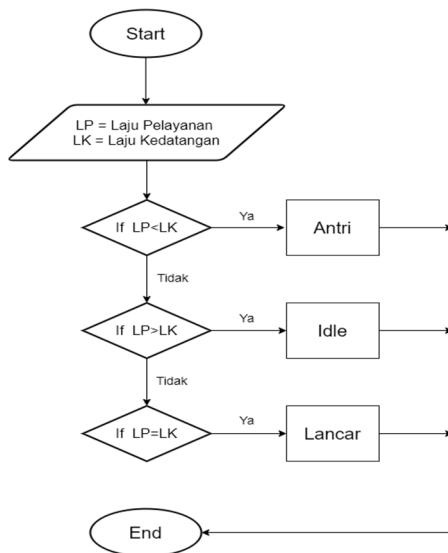 Start
LP = Laju Pelayanan
LK = Laju Kedatangan
If LP<LK
Ya
Antri
Tidak
If LP>LK
Ya
Idle
Tidak
If LP=LK
Ya
Lancar
End